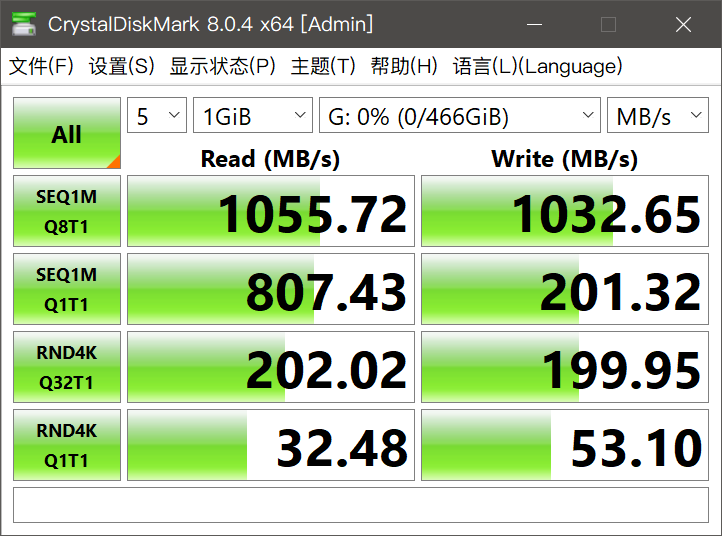 CrystalDiskMark 8.0.4 x64 [Admin]
文件(F) 设置(S) 显示状态(P) 主题(T) 帮助(H) 语言(L)(Language)
All 5 1GiB G: 0% (0/466GiB) MB/s
Read (MB/s) Write (MB/s)
SEQ1M
Q8T1 1055.72 1032.65
SEQ1M
Q1T1 807.43 201.32
RND4K
Q32T1 202.02 199.95
RND4K
Q1T1 32.48 53.10